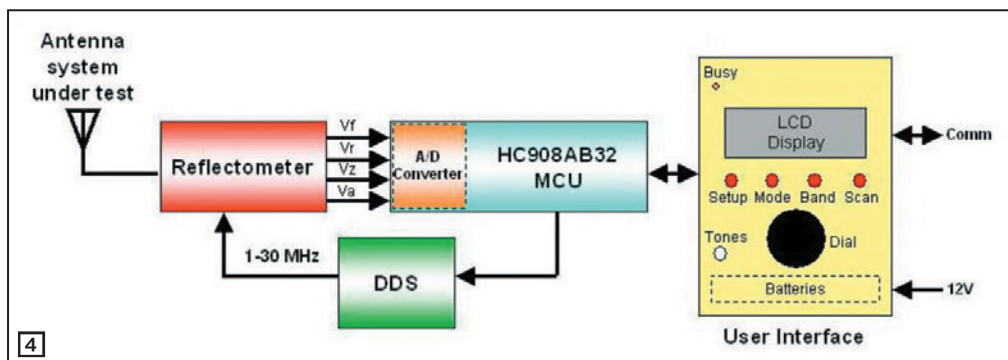 Antenna
system
under test
Reflectometer
Vf
Vr
Vz
Va
A/D
Converter
HC908AB32
MCU
1-30 MHz
DDS
Busy
LCD
Display
Setup Mode Band Scan
Tones
Dial
Batteries
Comm
12V
User Interface
4